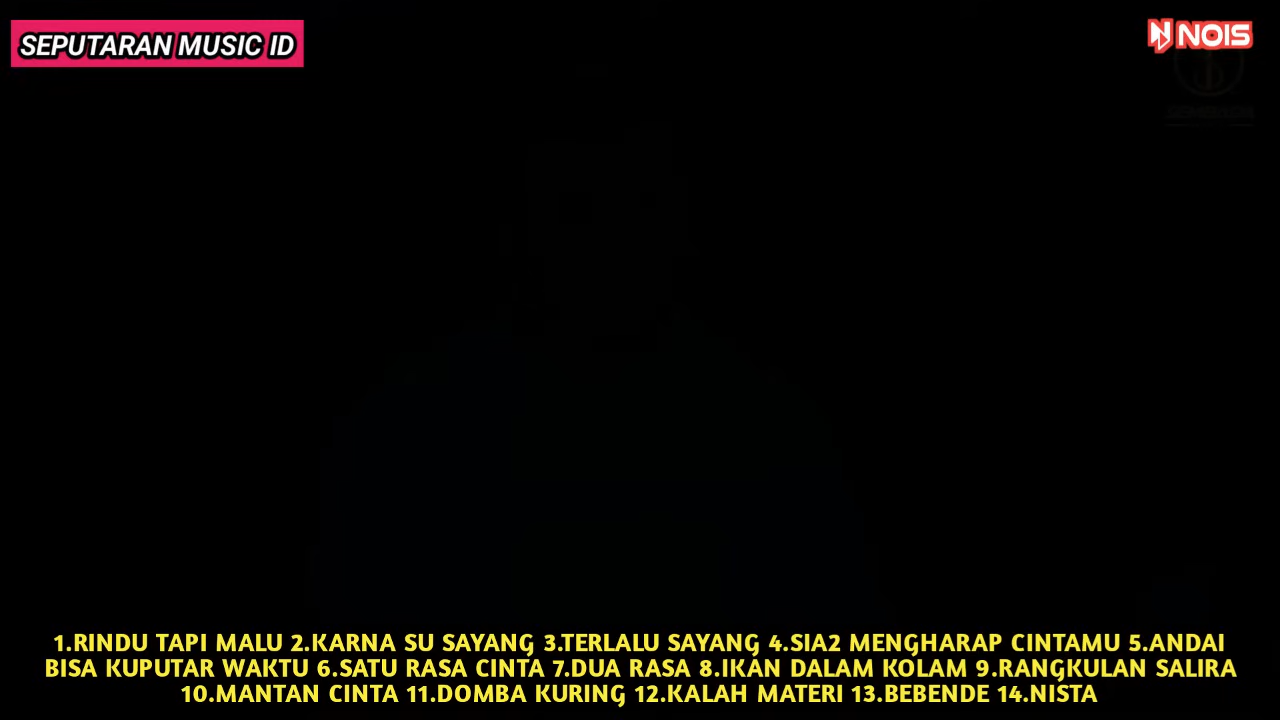 SEPUTARAN MUSIC ID
NOIS
1.RINDU TAPI MALU 2.KARNA SU SAYANG 3.TERLALU SAYANG 4.SIA2 MENGHARAP CINTAMU 5.ANDAI
BISA KUPUTAR WAKTU 6.SATU RASA CINTA 7.DUA RASA 8.IKAN DALAM KOLAM 9.RANGKULAN SALIRA
10.MANTAN CINTA 11.DOMBA KURING 12.KALAH MATERI 13.BEBENDE 14.NISTA